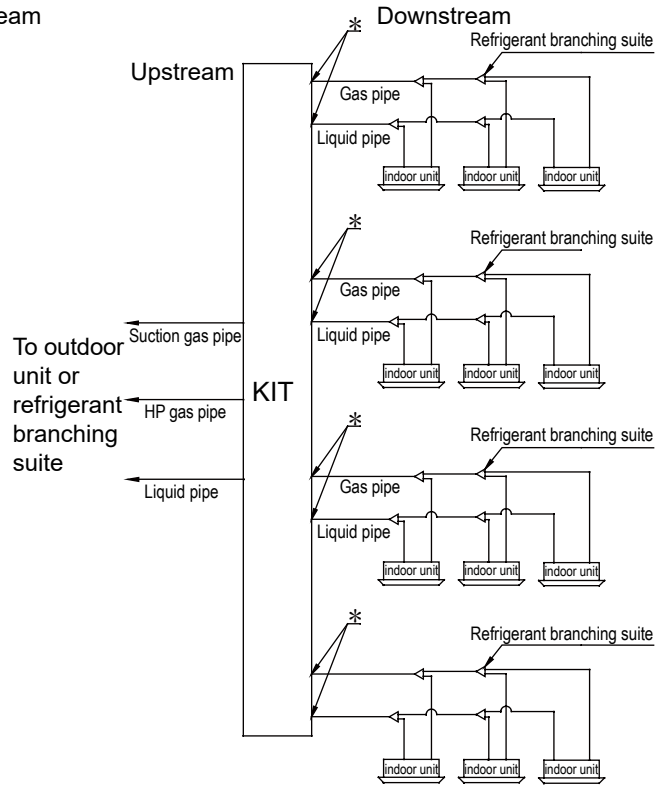 eam
Downstream
Upstream
*
Refrigerant branching suite
Gas pipe
Liquid pipe
indoor unit
indoor unit
indoor unit
*
Refrigerant branching suite
Gas pipe
Liquid pipe
indoor unit
indoor unit
indoor unit
Suction gas pipe
To outdoor
unit or
refrigerant
branching
suite
HP gas pipe
Liquid pipe
KIT
*
Refrigerant branching suite
Gas pipe
Liquid pipe
indoor unit
indoor unit
indoor unit
*
Refrigerant branching suite
indoor unit
indoor unit
indoor unit